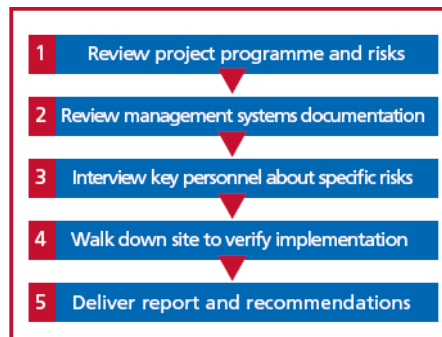 1 Review project programme and risks
2 Review management systems documentation
3 Interview key personnel about specific risks
4 Walk down site to verify implementation
5 Deliver report and recommendations